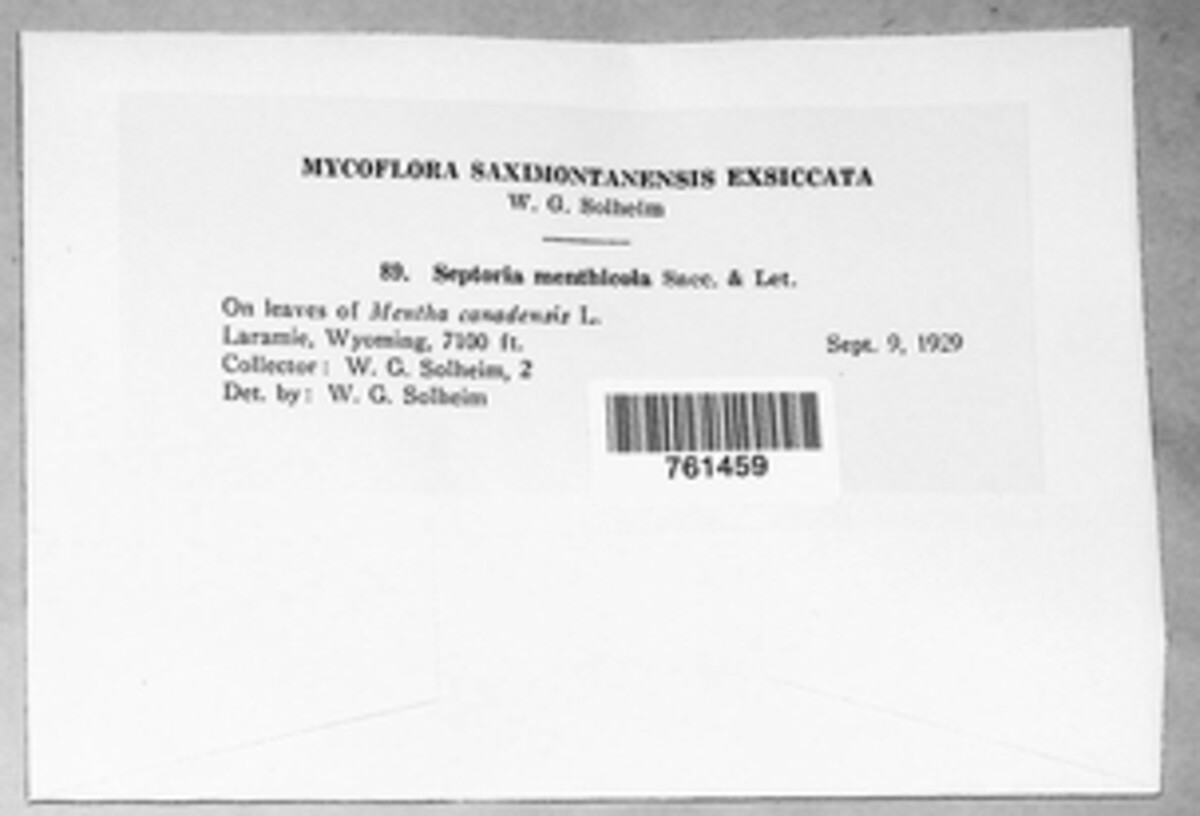 MYCOFLORA SAXIMONTANENSIS EXSICCATA
W. G. Solheim
89. Septoria menthicola Sacc. & Let.
On leaves of Mentha canadensis L.
Laramie, Wyoming, 7100 ft.
Sept. 9, 1929
Collector: W. G. Solheim, 2
Det. by: W. G. Solheim
761459